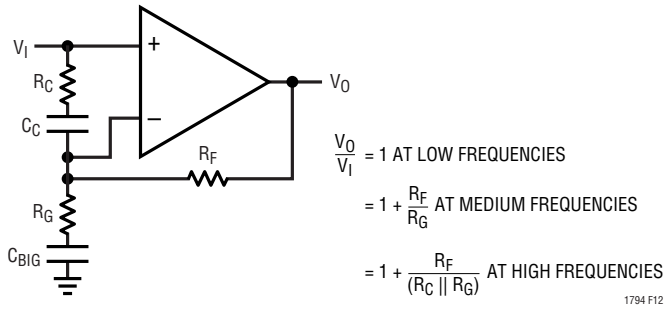 V_I
+
R_C
C_C
−
V_O
R_F
R_G
C_BIG
V_O/V_I = 1 AT LOW FREQUENCIES
= 1 + R_F/R_G AT MEDIUM FREQUENCIES
= 1 + R_F/(R_C || R_G) AT HIGH FREQUENCIES
1794 F12